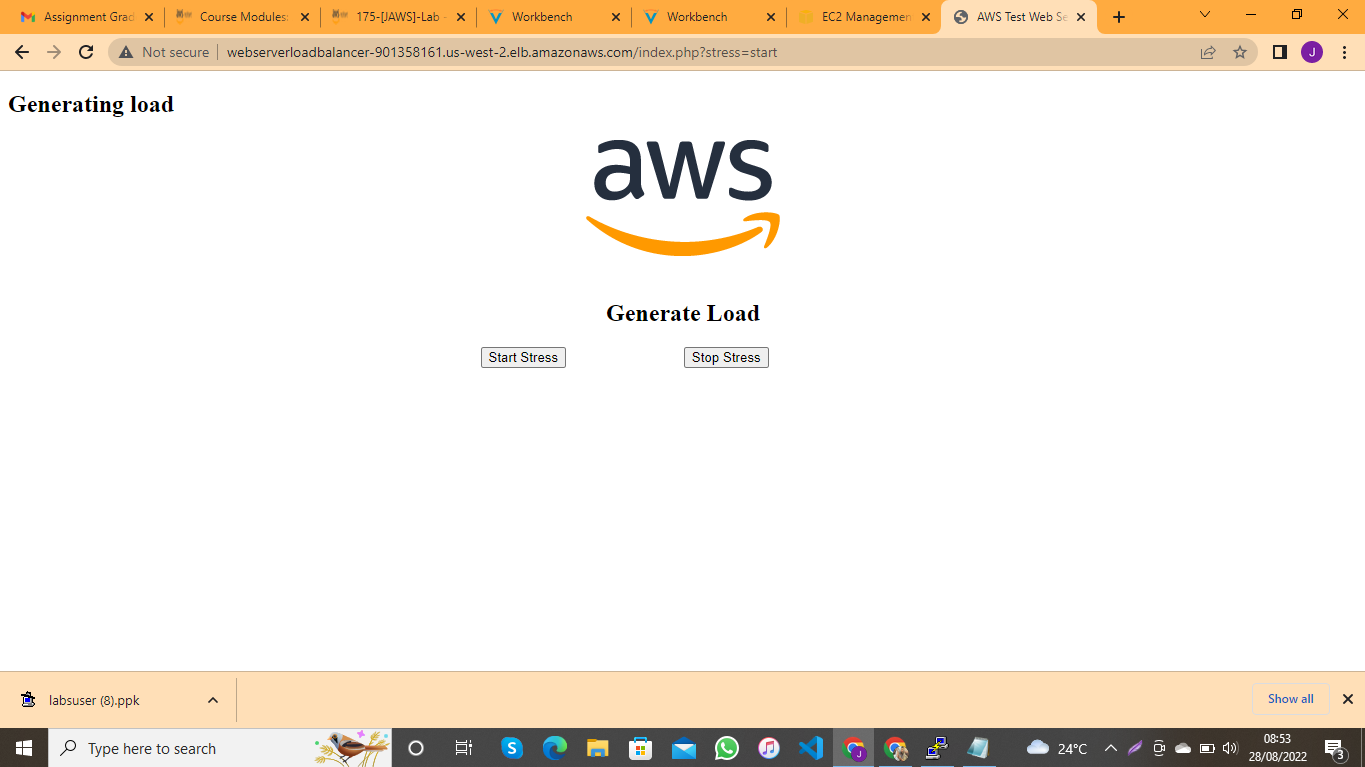 Assignment Grad
Course Modules:
175-[JAWS]-Lab -
Workbench
Workbench
EC2 Managemen
AWS Test Web Se
Not secure
webserverloadbalancer-901358161.us-west-2.elb.amazonaws.com/index.php?stress=start
J
Generating load
aws
Generate Load
Start Stress
Stop Stress
labsuser (8).ppk
Show all
Type here to search
J
24°C
08:53
28/08/2022
3